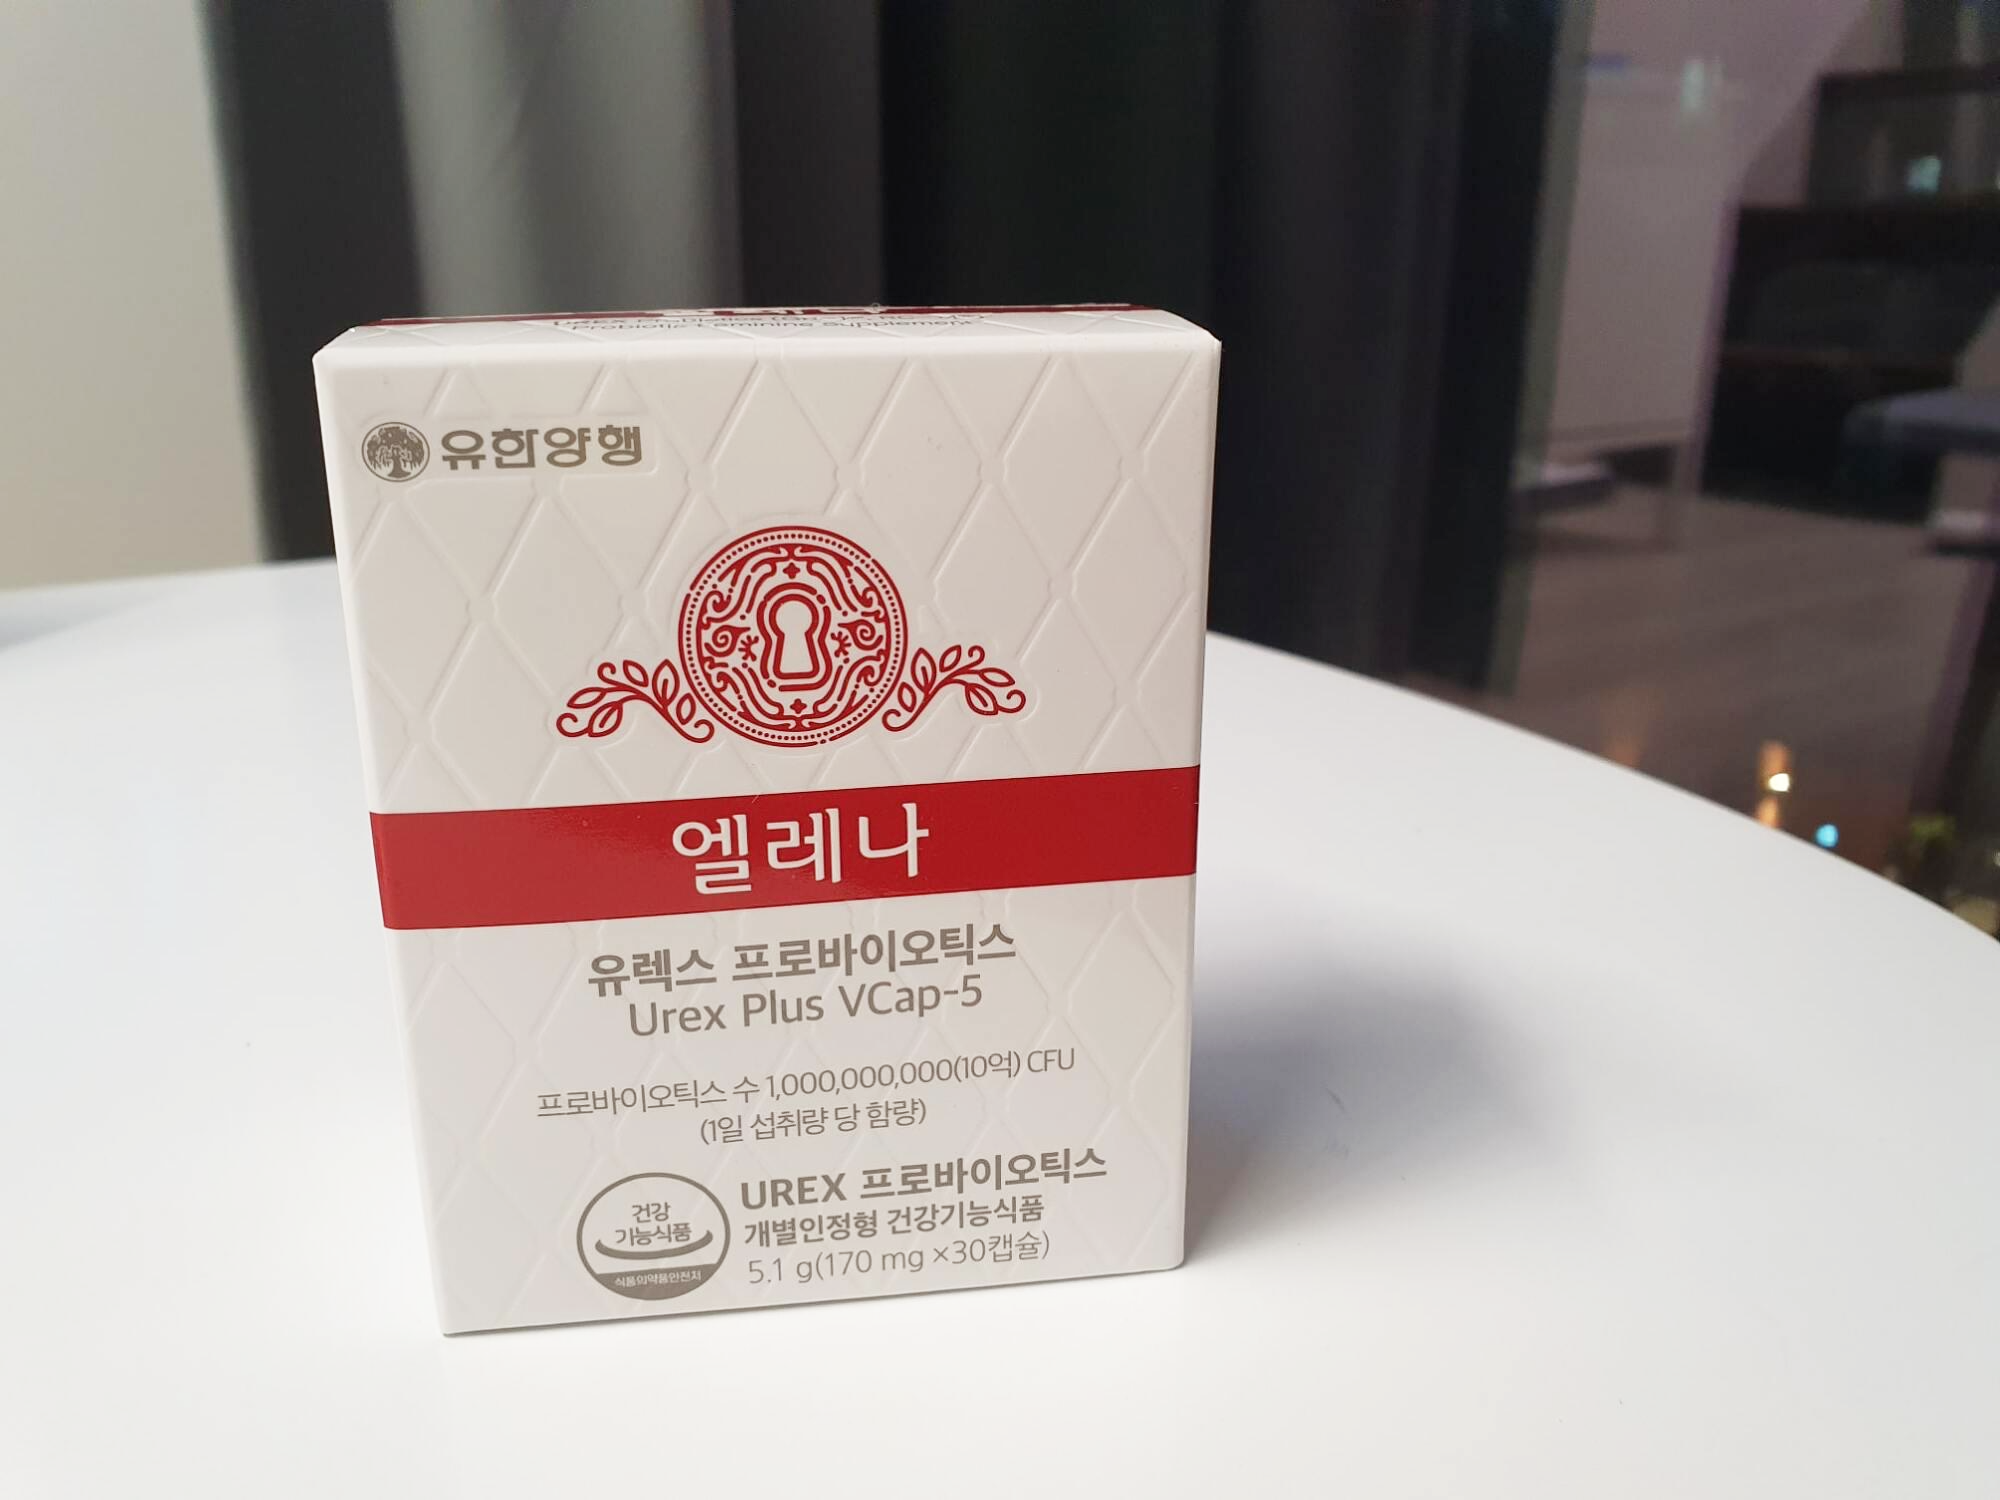 Probiotic Feminine Supplement
유한양행
엘레나
유렉스 프로바이오틱스
Urex Plus VCap-5
프로바이오틱스 수 1,000,000,000(10억) CFU
(1일 섭취량 당 함량)
건강
기능식품
식품의약품안전처
UREX 프로바이오틱스
개별인정형 건강기능식품
5.1 g(170 mg ×30캡슐)